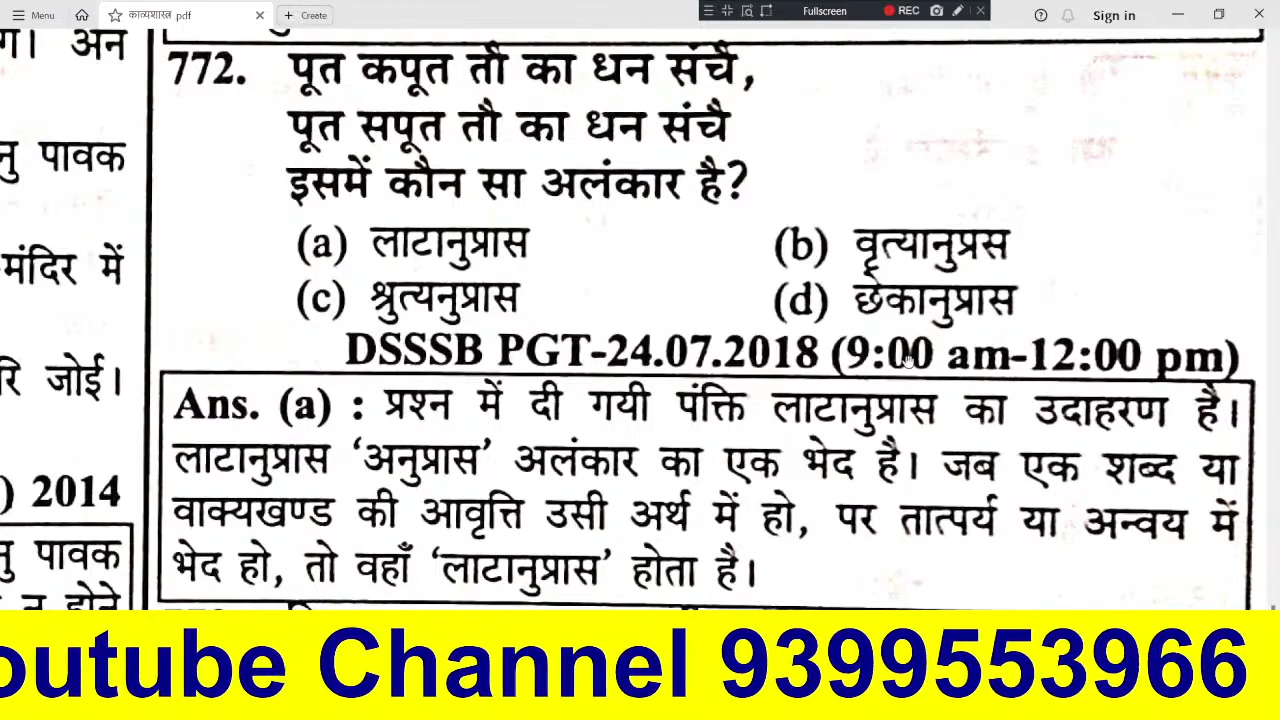 Menu
काव्यशास्त्र pdf
Create
Fullscreen
REC
Sign in
अन
772. पूत कपूत तौ का धन संचै,
पूत सपूत तौ का धन संचै
इसमें कौन सा अलंकार है?
(a) लाटानुप्रास
(b) वृत्यानुप्रस
(c) श्रुत्यनुप्रास
(d) छेकानुप्रास
DSSSB PGT-24.07.2018 (9:00 am-12:00 pm)
Ans. (a) : प्रश्न में दी गयी पंक्ति लाटानुप्रास का उदाहरण है।
लाटानुप्रास ‘अनुप्रास’ अलंकार का एक भेद है। जब एक शब्द या
वाक्यखण्ड की आवृत्ति उसी अर्थ में हो, पर तात्पर्य या अन्वय में
भेद हो, तो वहाँ ‘लाटानुप्रास’ होता है।
पावक
मंदिर में
जोई।
) 2014
पावक
न होने
outube Channel 9399553966